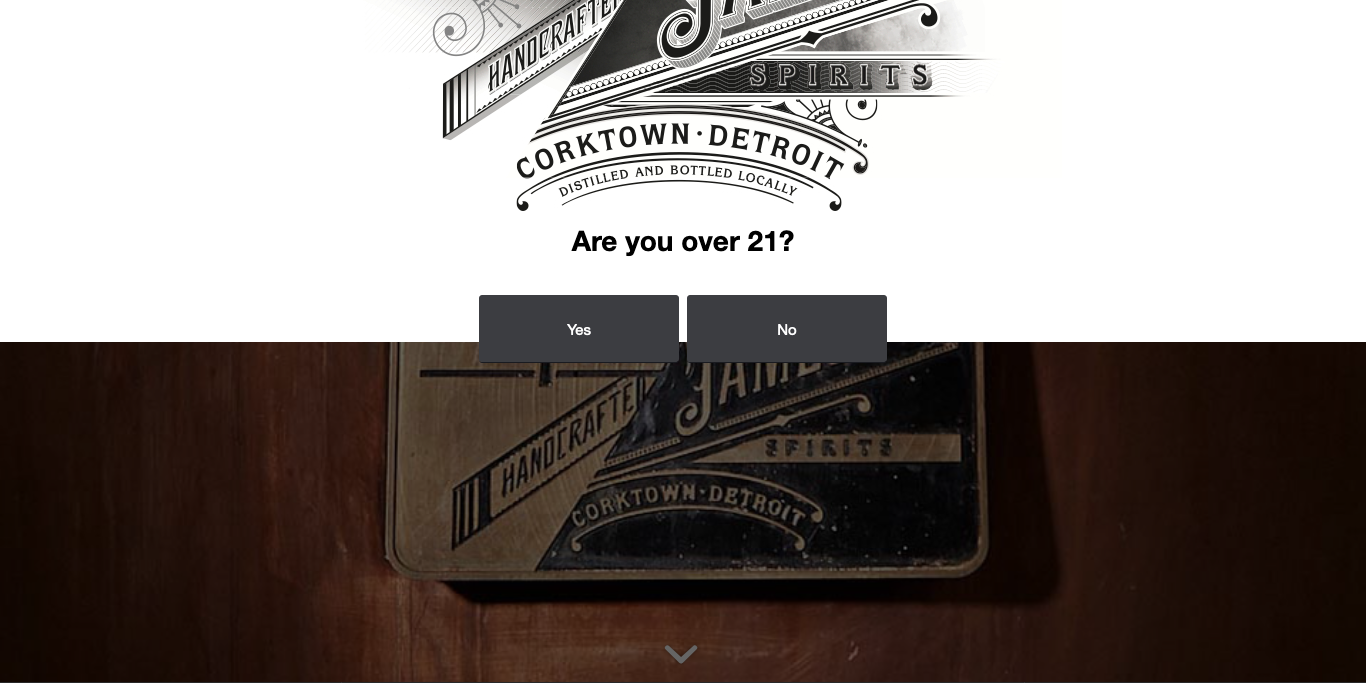 HANDCRAFTED
JAMES
SPIRITS
CORKTOWN·DETROIT
DISTILLED AND BOTTLED LOCALLY
Are you over 21?
Yes
No
HANDCRAFTED
JAMES
SPIRITS
CORKTOWN·DETROIT